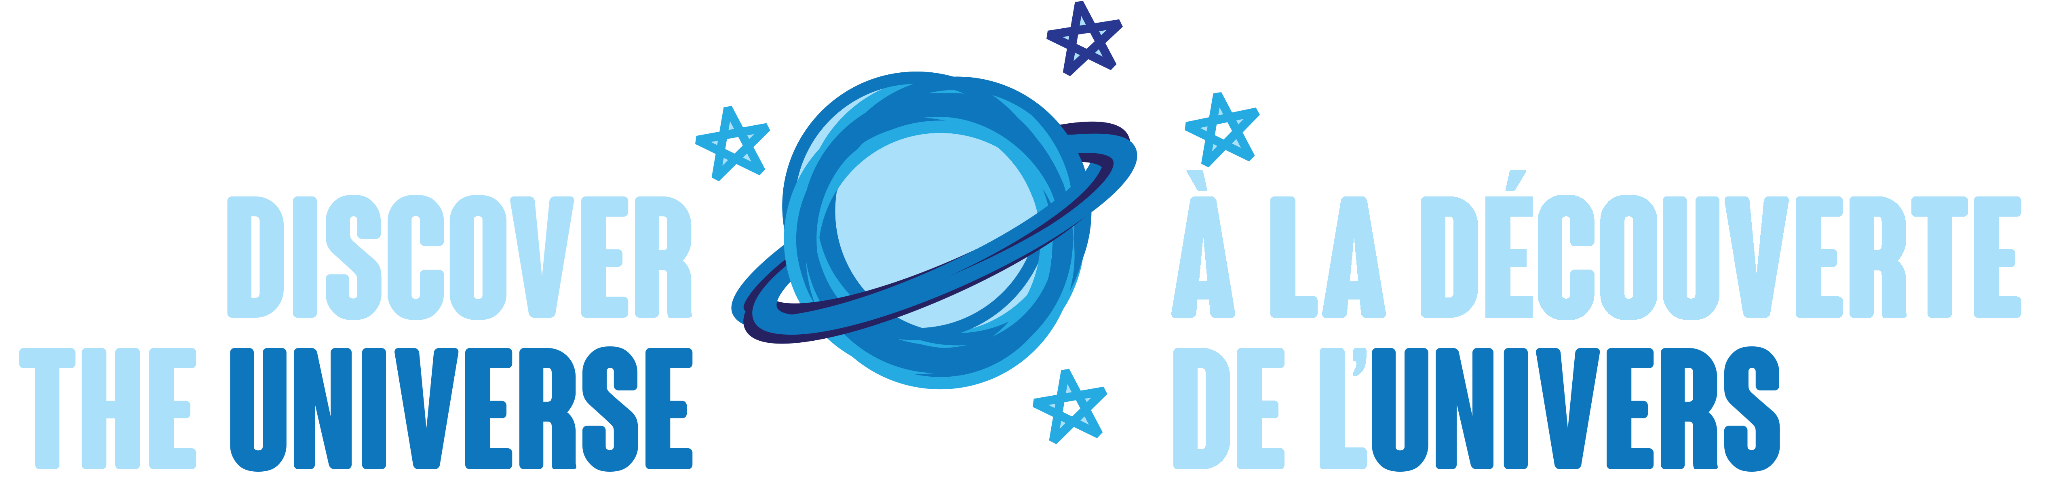 DISCOVER
THE UNIVERSE
À LA DÉCOUVERTE
DE L'UNIVERS